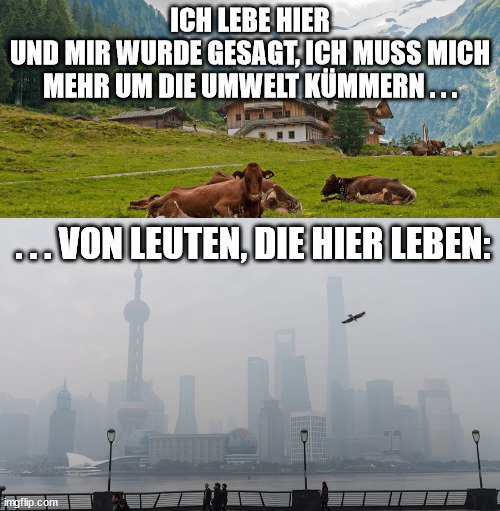 ICH LEBE HIER
UND MIR WURDE GESAGT, ICH MUSS MICH
MEHR UM DIE UMWELT KÜMMERN . . .
. . . VON LEUTEN, DIE HIER LEBEN:
imgflip.com